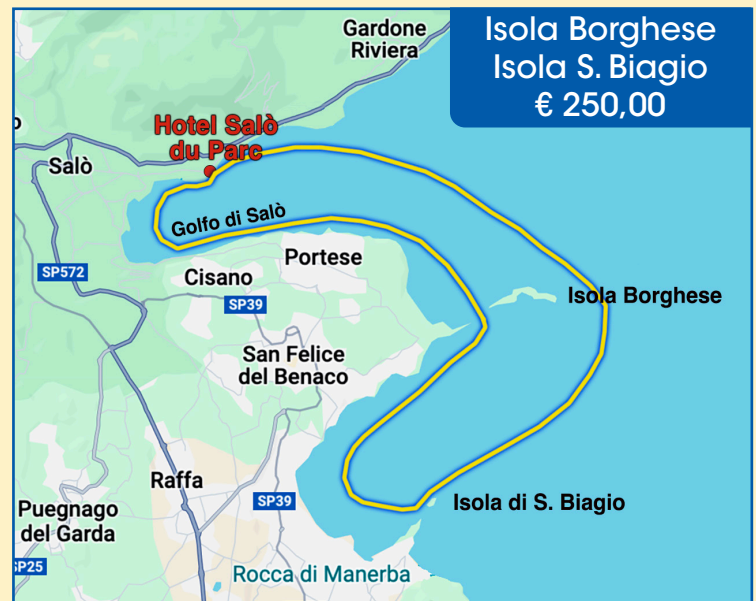 Isola Borghese
Isola S. Biagio
€ 250,00
Gardone
Riviera
Hotel Salò
du Parc
Salò
Golfo di Salò
SP572
Cisano
Portese
SP39
Isola Borghese
San Felice
del Benaco
Raffa
SP39
Isola di S. Biagio
Puegnago
del Garda
SP25
Rocca di Manerba